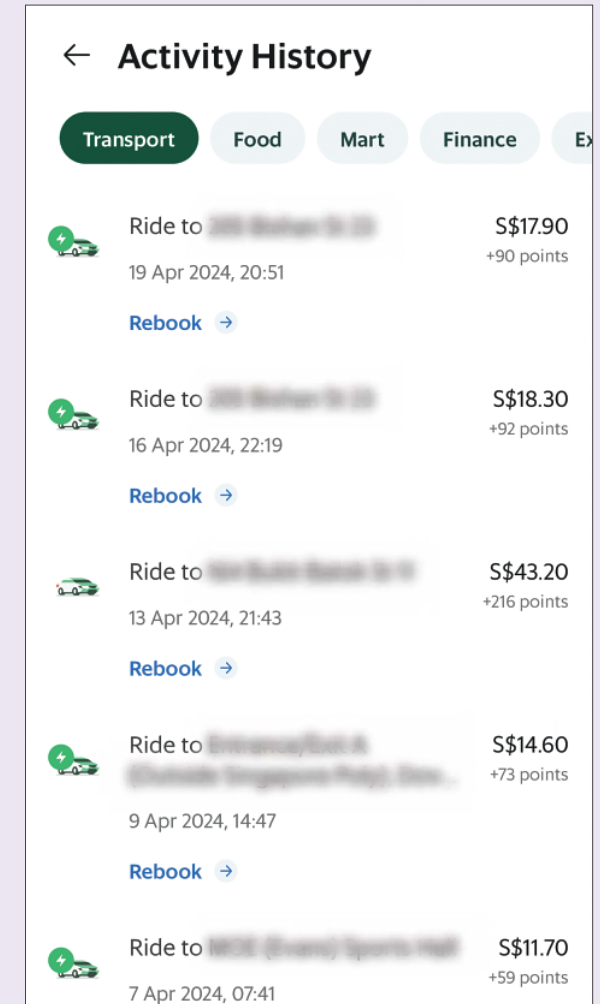 Activity History
Transport Food Mart Finance Ex
Ride to
S$17.90
19 Apr 2024, 20:51
+90 points
Rebook
Ride to
S$18.30
16 Apr 2024, 22:19
+92 points
Rebook
Ride to
S$43.20
13 Apr 2024, 21:43
+216 points
Rebook
Ride to
S$14.60
+73 points
9 Apr 2024, 14:47
Rebook
Ride to
S$11.70
7 Apr 2024, 07:41
+59 points